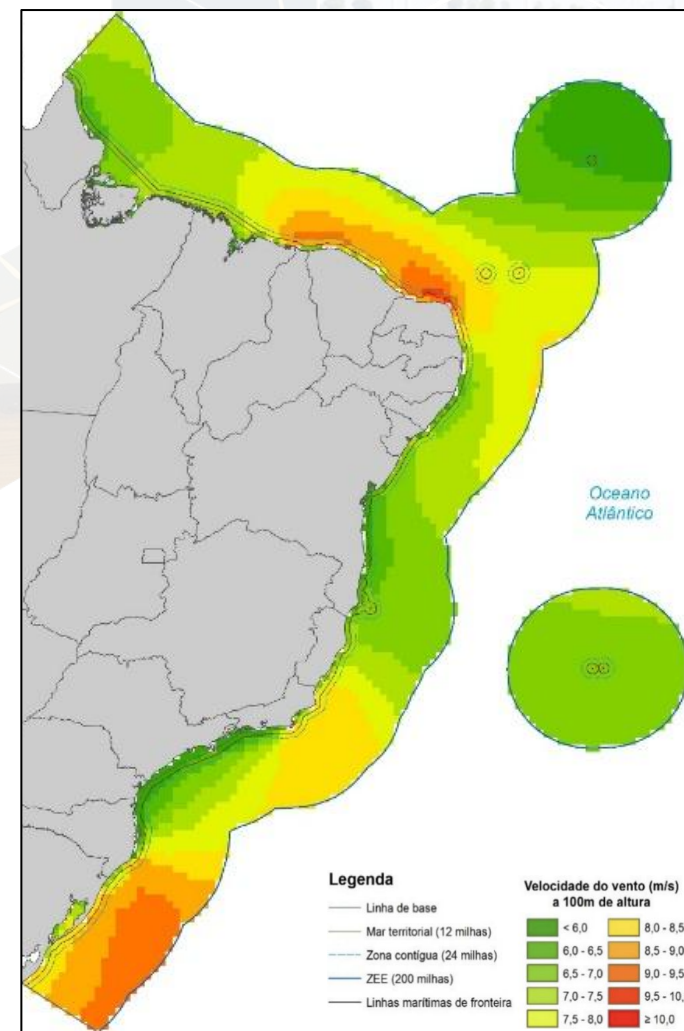 Oceano
Atlântico
Legenda
Linha de base
Mar territorial (12 milhas)
Zona contígua (24 milhas)
ZEE (200 milhas)
Linhas marítimas de fronteira
Velocidade do vento (m/s)
a 100m de altura
< 6,0
6,0 - 6,5
6,5 - 7,0
7,0 - 7,5
7,5 - 8,0
8,0 - 8,5
8,5 - 9,0
9,0 - 9,5
9,5 - 10,
≥ 10,0